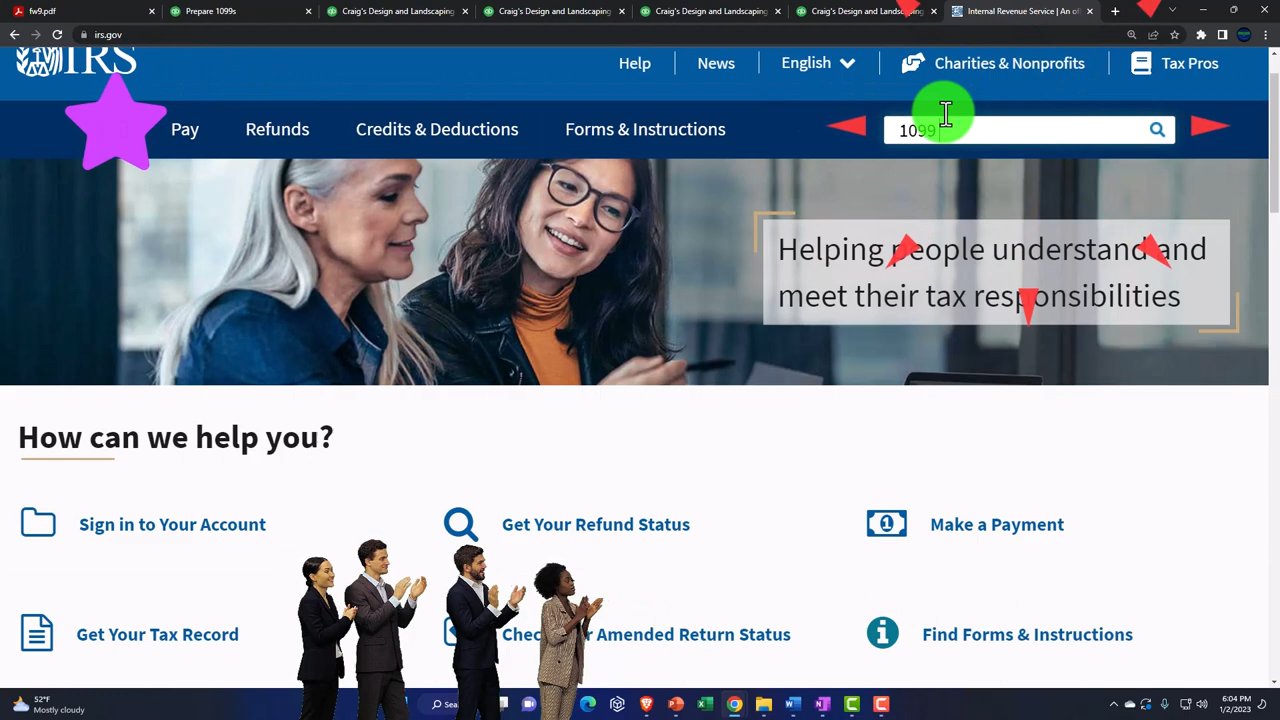 fw9.pdf
Prepare 1099s
Craig's Design and Landscaping
Craig's Design and Landscaping
Craig's Design and Landscaping
Craig's Design and Landscaping
Internal Revenue Service | An of
irs.gov
IRS
Help
News
English
Charities & Nonprofits
Tax Pros
Pay
Refunds
Credits & Deductions
Forms & Instructions
1099
Helping people understand and
meet their tax responsibilities
How can we help you?
Sign in to Your Account
Get Your Refund Status
Make a Payment
Get Your Tax Record
Amended Return Status
Find Forms & Instructions
52°F
Mostly cloudy
6:04 PM
1/2/2023